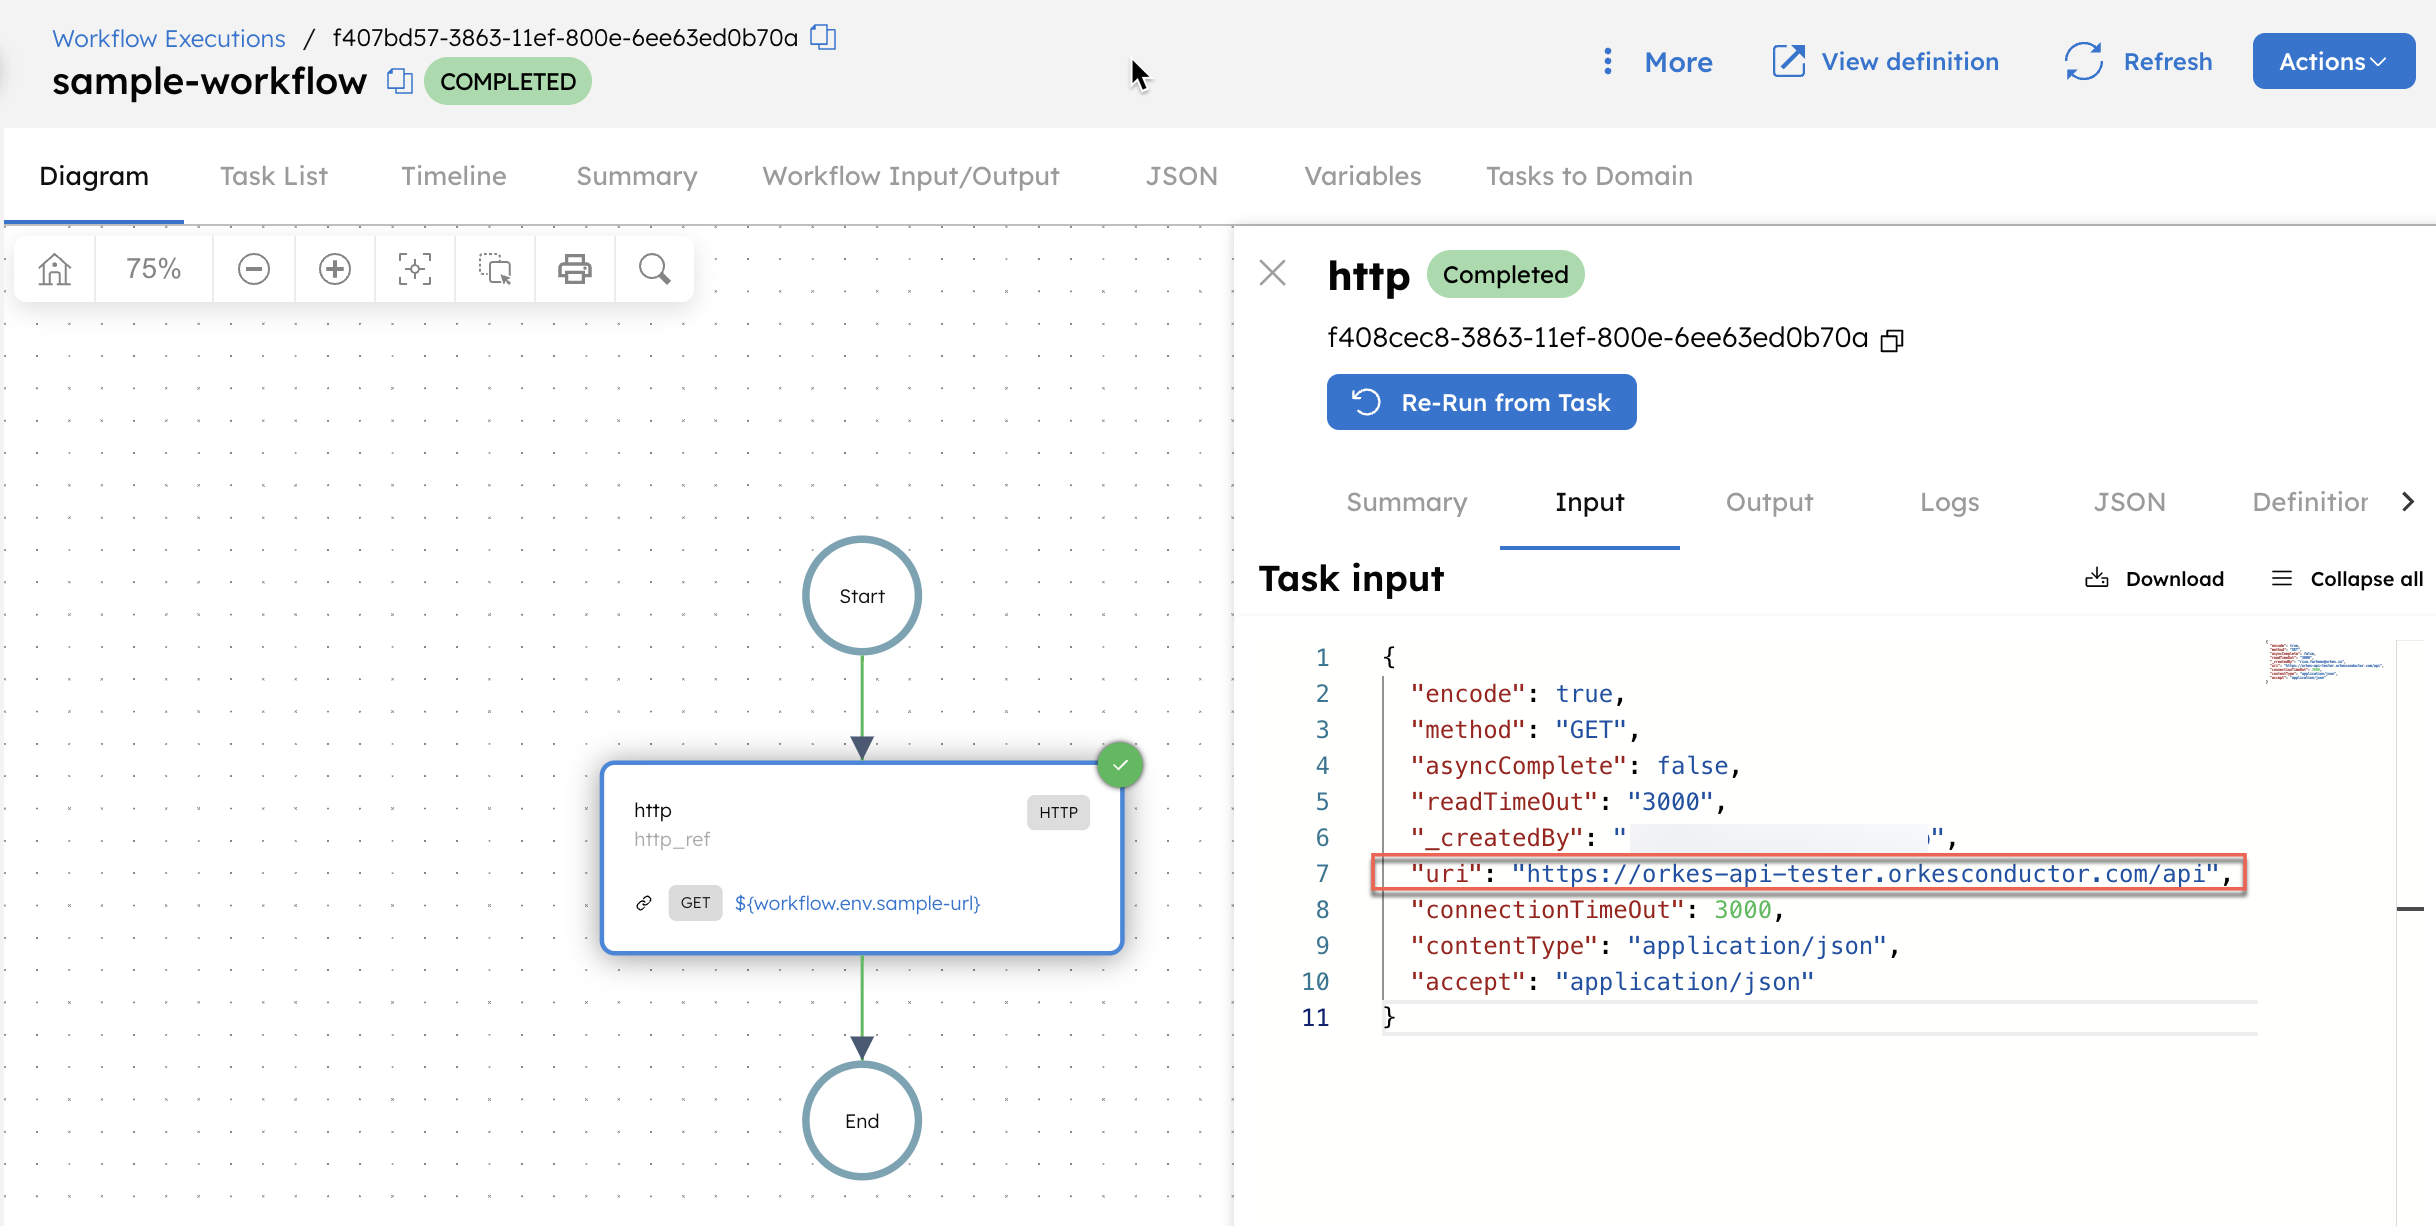 Workflow Executions / f407bd57-3863-11ef-800e-6ee63ed0b70a
sample-workflow COMPLETED
More
View definition
Refresh
Actions
Diagram
Task List
Timeline
Summary
Workflow Input/Output
JSON
Variables
Tasks to Domain
75%
Start
http
HTTP
http_ref
GET ${workflow.env.sample-url}
End
http Completed
f408cec8-3863-11ef-800e-6ee63ed0b70a
Re-Run from Task
Summary
Input
Output
Logs
JSON
Definition
Task input
Download
Collapse all
1 {
2 "encode": true,
3 "method": "GET",
4 "asyncComplete": false,
5 "readTimeOut": "3000",
6 "_createdBy": "",
7 "uri": "https://orkes-api-tester.orkesconductor.com/api",
8 "connectionTimeOut": 3000,
9 "contentType": "application/json",
10 "accept": "application/json"
11 }